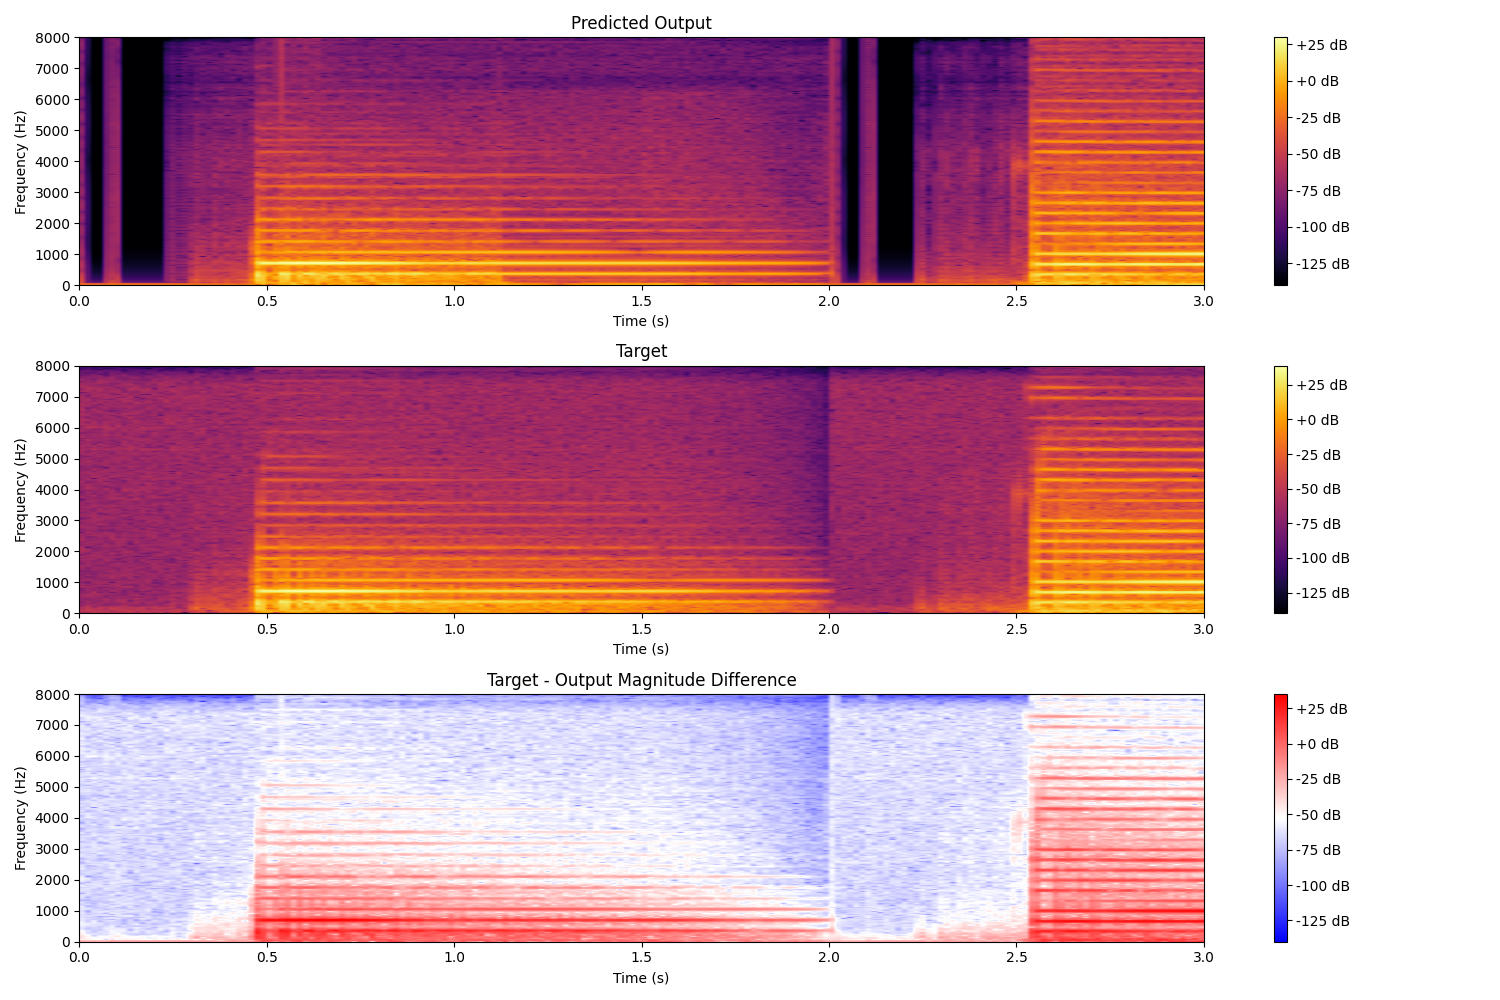 Predicted Output
8000
7000
6000
5000
4000
3000
2000
1000
0
Frequency (Hz)
0.0 0.5 1.0 1.5 2.0 2.5 3.0
Time (s)
+25 dB
+0 dB
-25 dB
-50 dB
-75 dB
-100 dB
-125 dB
Target
8000
7000
6000
5000
4000
3000
2000
1000
0
Frequency (Hz)
0.0 0.5 1.0 1.5 2.0 2.5 3.0
Time (s)
+25 dB
+0 dB
-25 dB
-50 dB
-75 dB
-100 dB
-125 dB
Target - Output Magnitude Difference
8000
7000
6000
5000
4000
3000
2000
1000
0
Frequency (Hz)
0.0 0.5 1.0 1.5 2.0 2.5 3.0
Time (s)
+25 dB
+0 dB
-25 dB
-50 dB
-75 dB
-100 dB
-125 dB